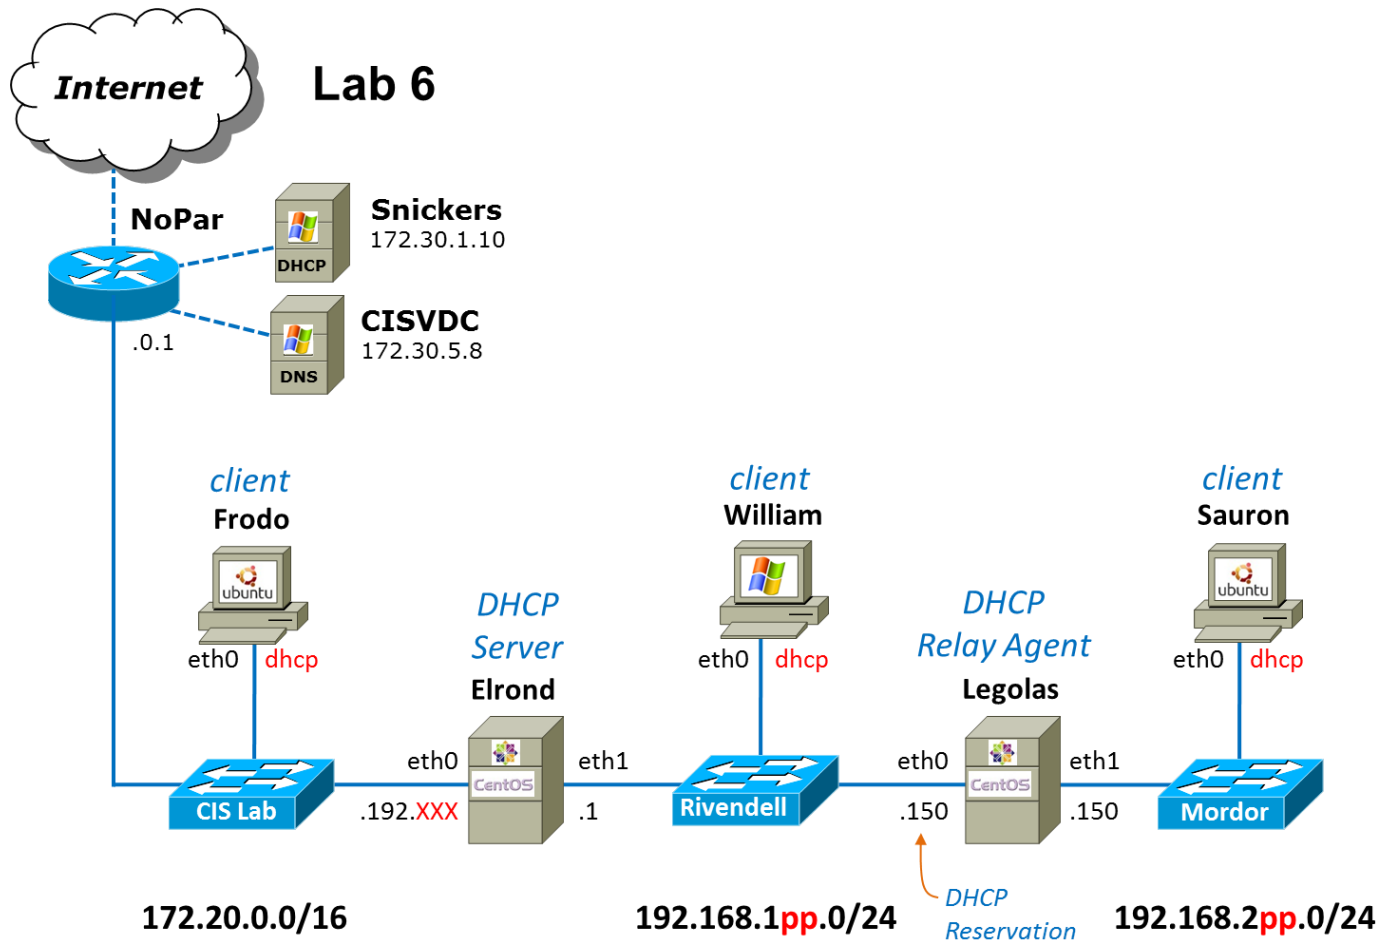 Internet
Lab 6
NoPar
Snickers
172.30.1.10
DHCP
CISVDC
172.30.5.8
DNS
.0.1
client
Frodo
ubuntu
eth0 dhcp
client
William
eth0 dhcp
client
Sauron
ubuntu
eth0 dhcp
DHCP
Server
Elrond
DHCP
Relay Agent
Legolas
CIS Lab
eth0
.192.XXX
CentOS
eth1
.1
Rivendell
eth0
.150
CentOS
eth1
.150
Mordor
DHCP
Reservation
172.20.0.0/16
192.168.1pp.0/24
192.168.2pp.0/24